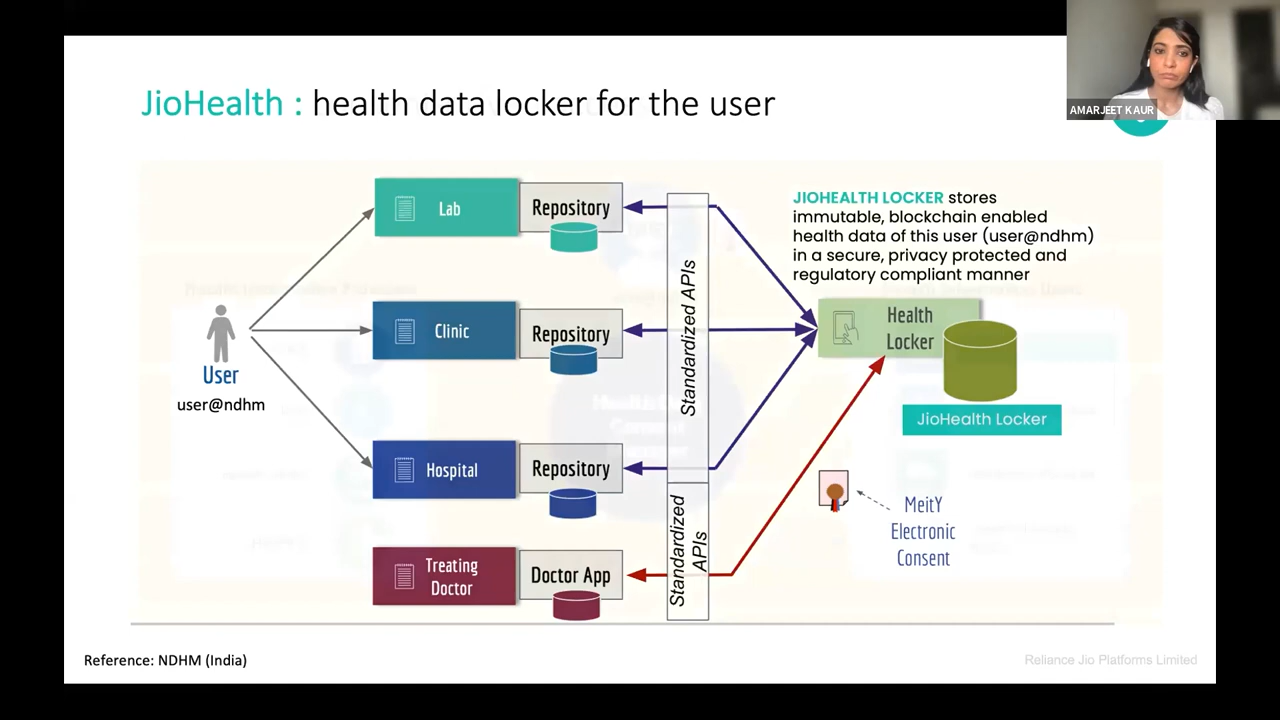 JioHealth : health data locker for the user
AMARJEET KAUR
Lab
Repository
JIOHEALTH LOCKER stores
immutable, blockchain enabled
health data of this user (user@ndhm)
in a secure, privacy protected and
regulatory compliant manner
Standardized APIs
Clinic
Repository
Health
Locker
User
user@ndhm
JioHealth Locker
Hospital
Repository
MeitY
Electronic
Consent
Standardized
APIs
Treating
Doctor
Doctor App
Reference: NDHM (India)
Reliance Jio Platforms Limited